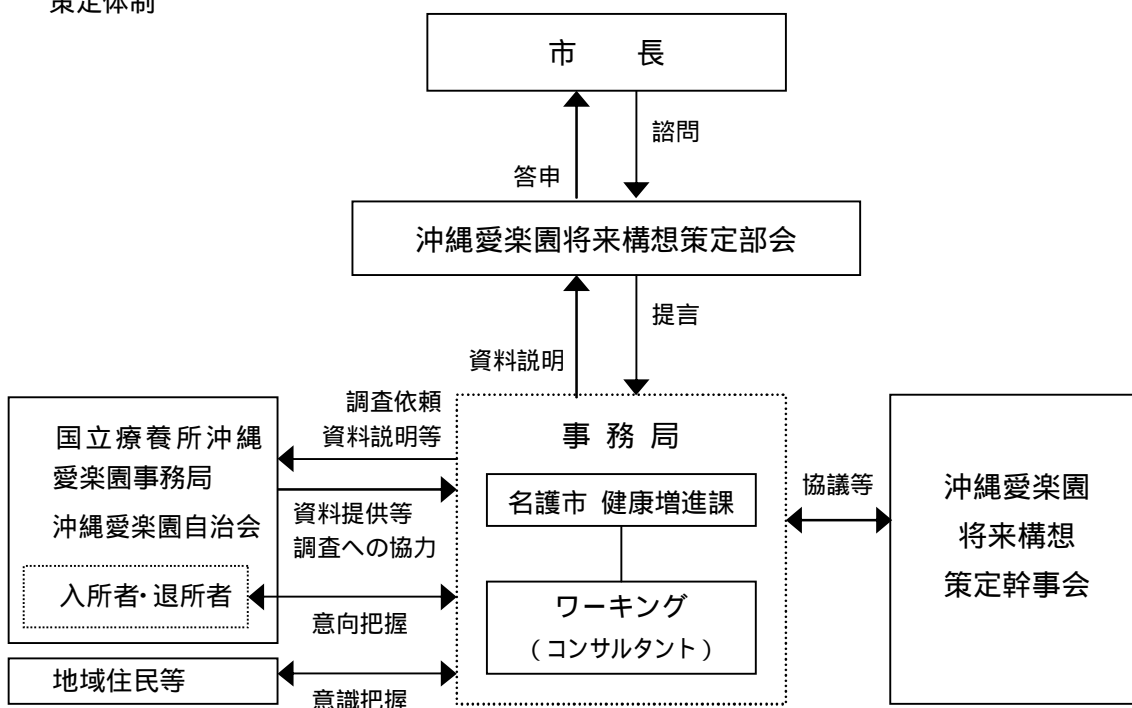 策定体制
市　　長
諮問
答申
沖縄愛楽園将来構想策定部会
提言
資料説明
調査依頼
資料説明等
国立療養所沖縄
愛楽園事務局
沖縄愛楽園自治会
入所者・退所者
地域住民等
資料提供等
調査への協力
意向把握
意識把握
事 務 局
名護市 健康増進課
ワーキング
(コンサルタント)
協議等
沖縄愛楽園
将来構想
策定幹事会